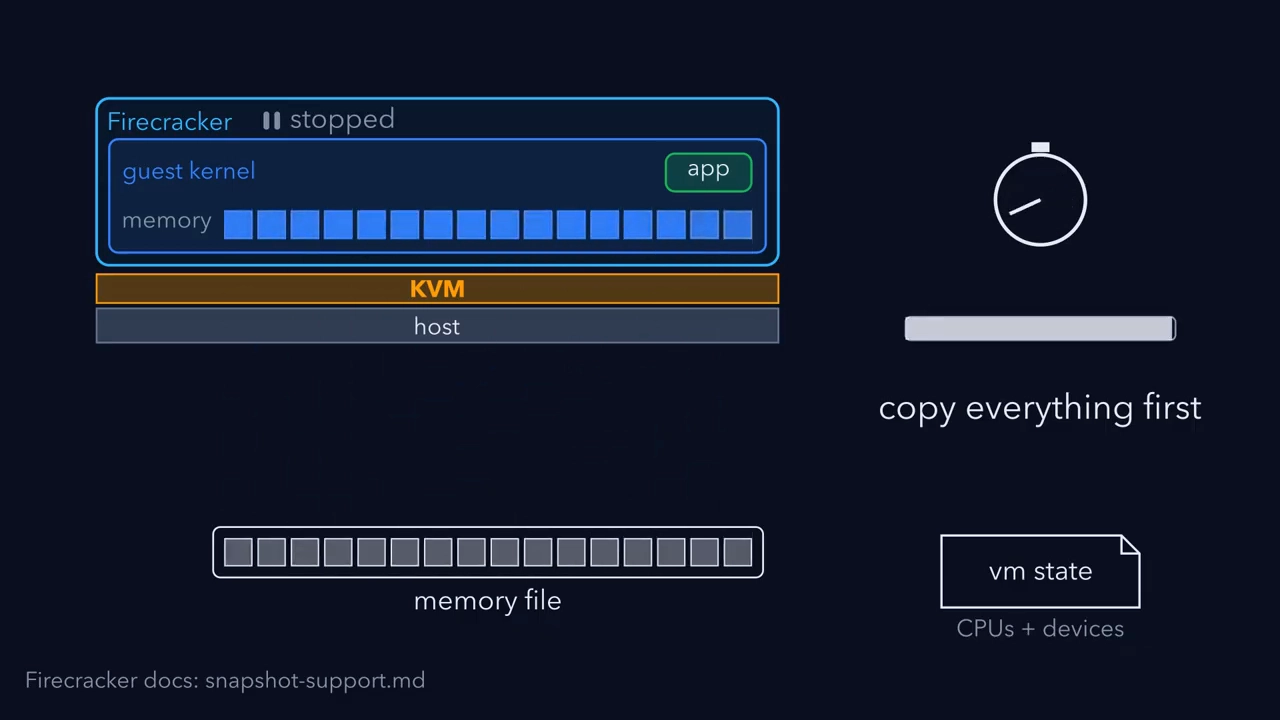 Firecracker
stopped
guest kernel
app
memory
KVM
host
copy everything first
memory file
vm state
CPUs + devices
Firecracker docs: snapshot-support.md